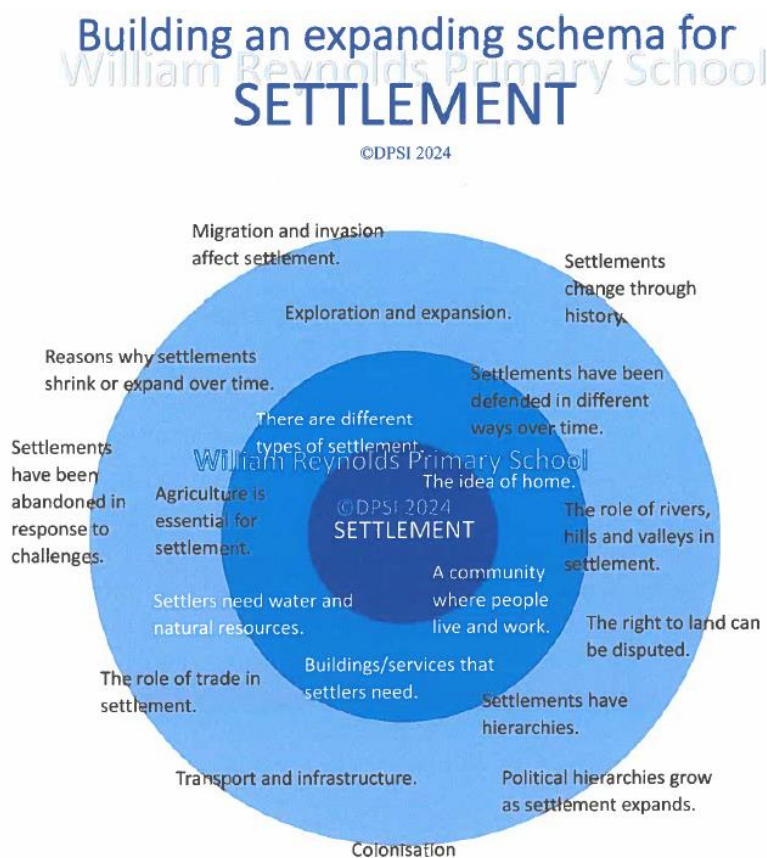 Building an expanding schema for
William Reynolds Primary School
SETTLEMENT
©DPSI 2024
Migration and invasion
affect settlement.
Settlements
change through
history.
Exploration and expansion.
Reasons why settlements
shrink or expand over time.
Settlements have been
defended in different
ways over time.
There are different
types of settlement.
William Reynolds Primary School
The idea of home.
Settlements
have been
abandoned in
response to
challenges.
Agriculture is
essential for
settlement.
©DPSI 2024
SETTLEMENT
The role of rivers,
hills and valleys in
settlement.
A community
where people
live and work.
Settlers need water and
natural resources.
The right to land can
be disputed.
Buildings/services that
settlers need.
The role of trade in
settlement.
Settlements have
hierarchies.
Transport and infrastructure.
Political hierarchies grow
as settlement expands.
Colonisation